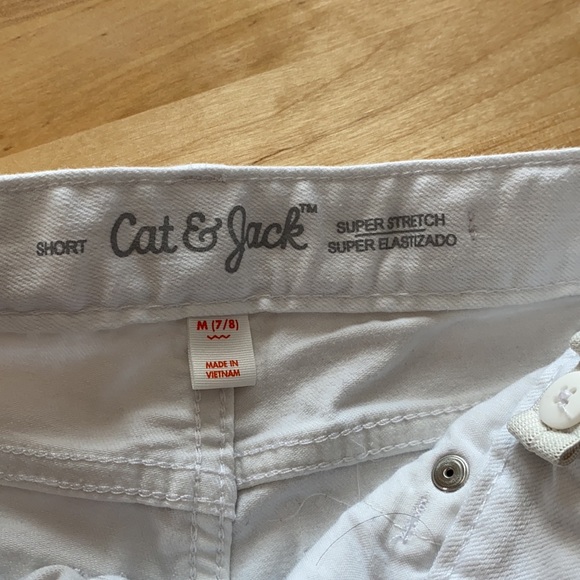 SHORT
Cat & Jack™
SUPER STRETCH
SUPER ELASTIZADO
M (7/8)
MADE IN
VIETNAM